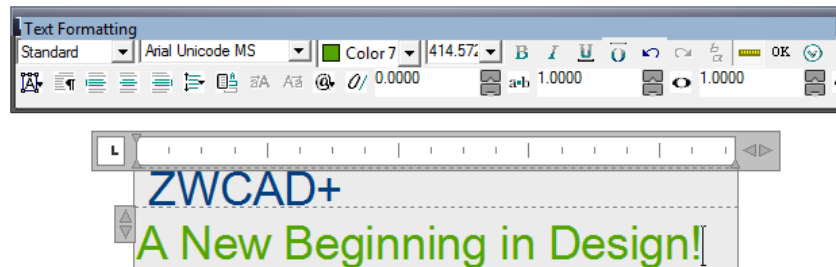 Text Formatting
Standard Arial Unicode MS Color 7 414.572 B I U O OK
0.0000 a•b 1.0000 1.0000
ZWCAD+
A New Beginning in Design!